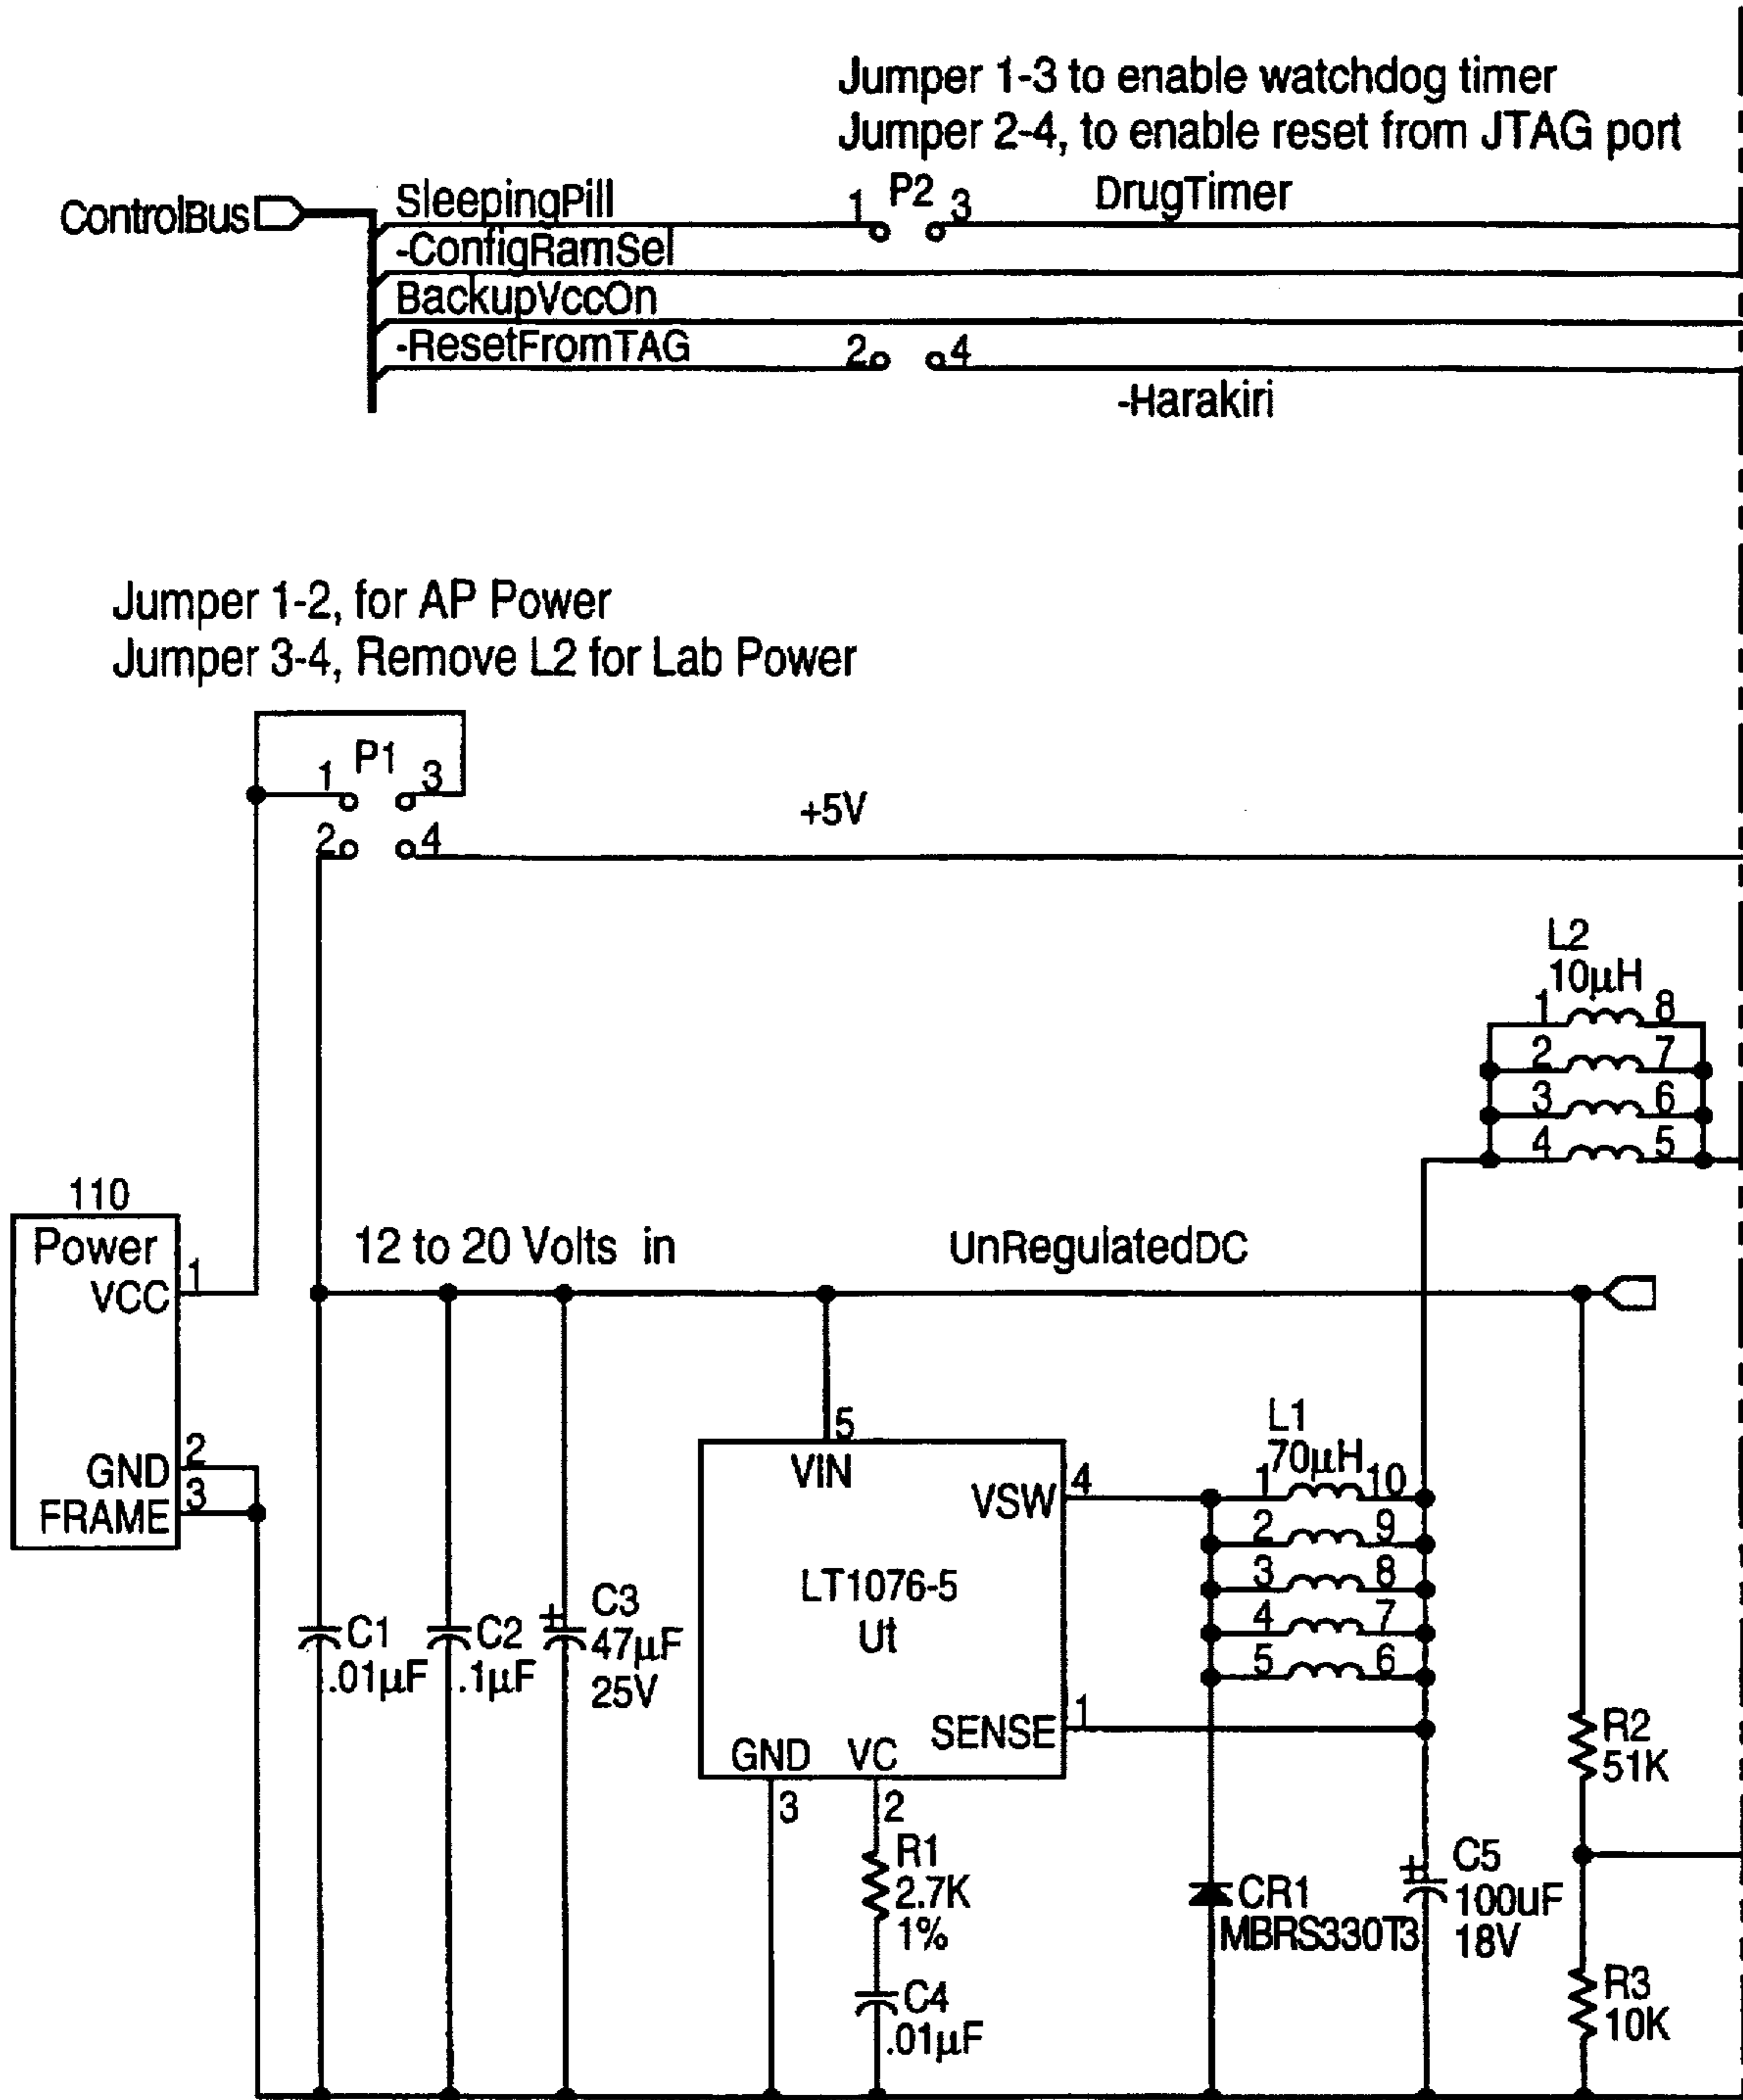 Jumper 1-3 to enable watchdog timer
Jumper 2-4, to enable reset from JTAG port
ControlBus
SleepingPill
1 P2 3
DrugTimer
-ConfigRamSel
BackupVccOn
-ResetFromTAG
2 4
-Harakiri
Jumper 1-2, for AP Power
Jumper 3-4, Remove L2 for Lab Power
1 P1 3
2 4
+5V
L2
10µH
1 8
2 7
3 6
4 5
110
Power
VCC
1
GND
2
FRAME
3
12 to 20 Volts in
UnRegulatedDC
5
VIN
VSW
4
LT1076-5
Ut
SENSE
1
GND
VC
3
2
L1
70µH
1 10
2 9
3 8
4 7
5 6
C1
.01µF
C2
.1µF
+
C3
47µF
25V
R1
2.7K
1%
C4
.01µF
CR1
MBRS330T3
+
C5
100uF
18V
R2
51K
R3
10K